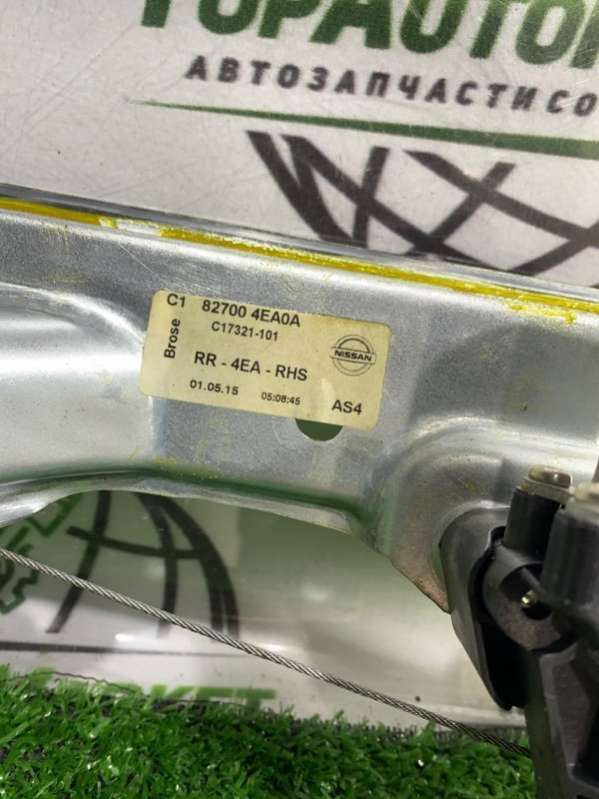 TOPAUTOR
АВТОЗАПЧАСТИ СО
C1 82700 4EA0A
C17321-101
Brose
RR - 4EA - RHS
NISSAN
01.05.15 05:08:45 AS4